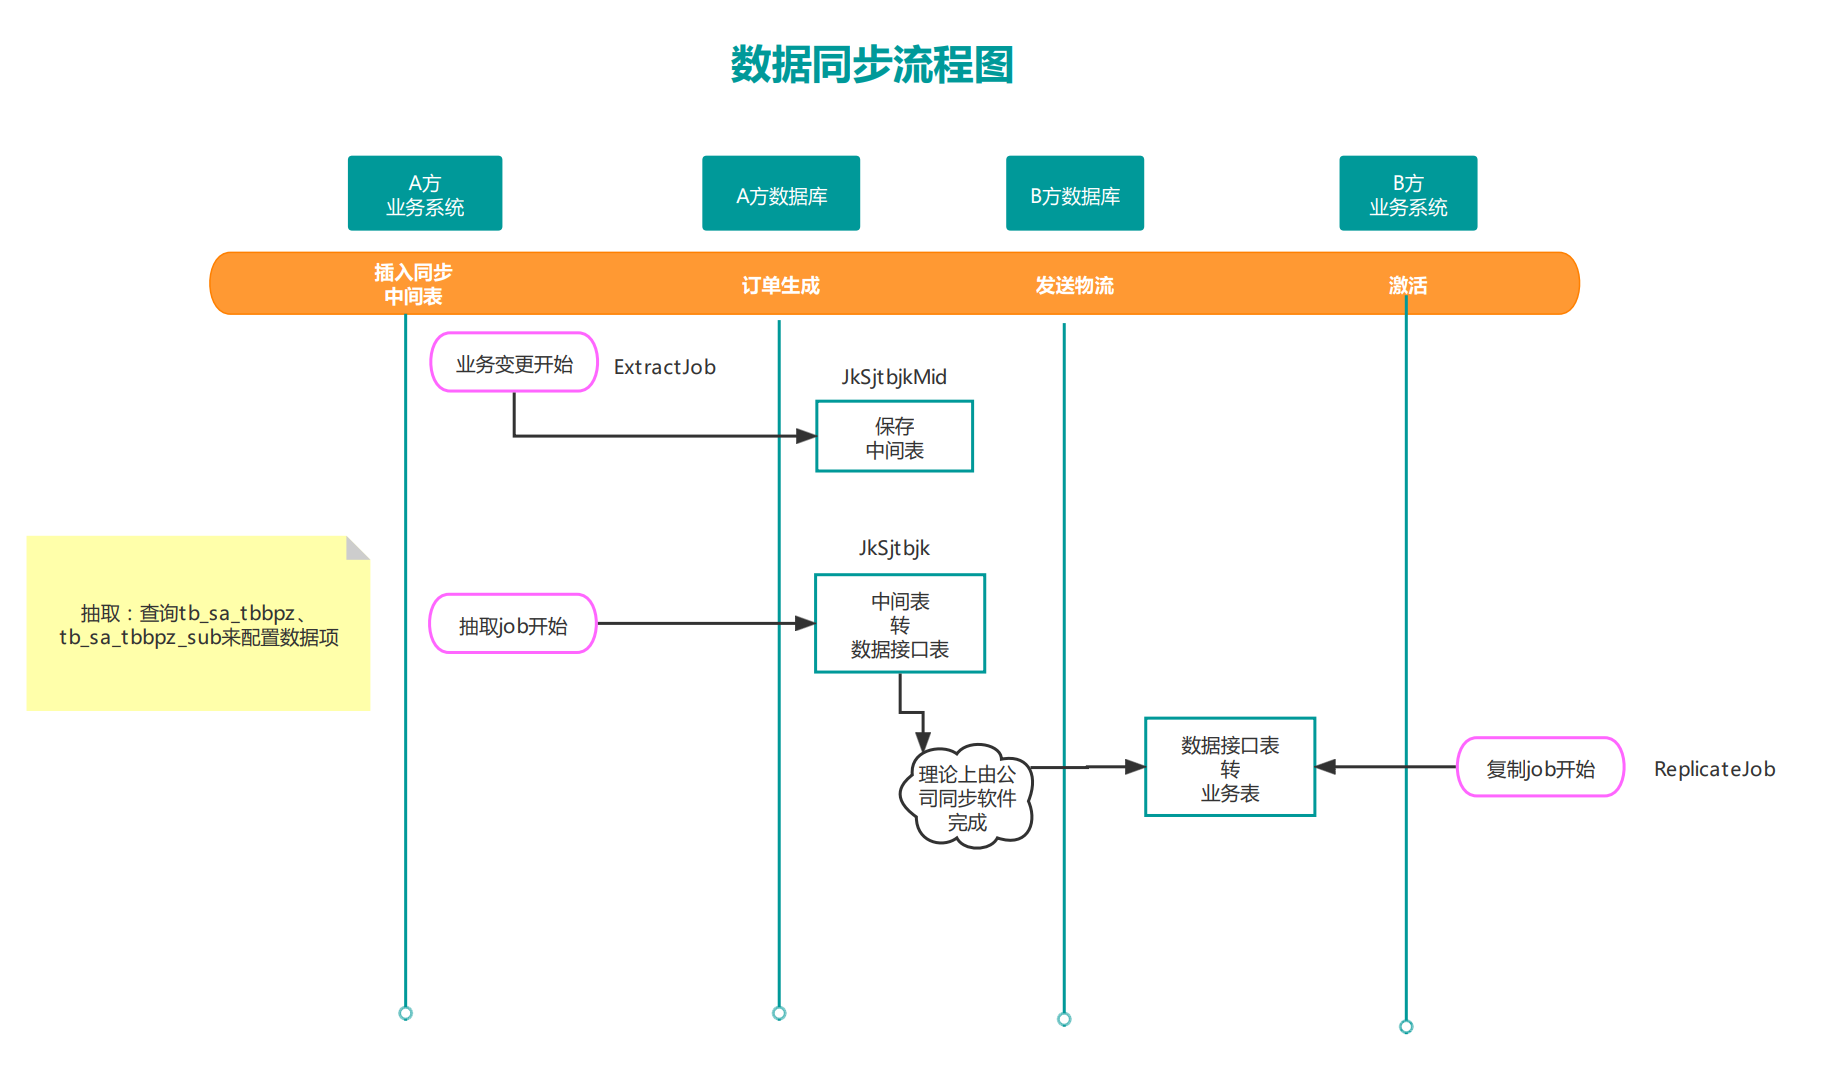 数据同步流程图
A方
业务系统
A方数据库
B方数据库
B方
业务系统
插入同步
中间表
订单生成
发送物流
激活
业务变更开始
ExtractJob
JkSjtbjkMid
保存
中间表
JkSjtbjk
抽取：查询tb_sa_tbbpz、
tb_sa_tbbpz_sub来配置数据项
抽取job开始
中间表
转
数据接口表
理论上由公
司同步软件
完成
数据接口表
转
业务表
复制job开始
ReplicateJob